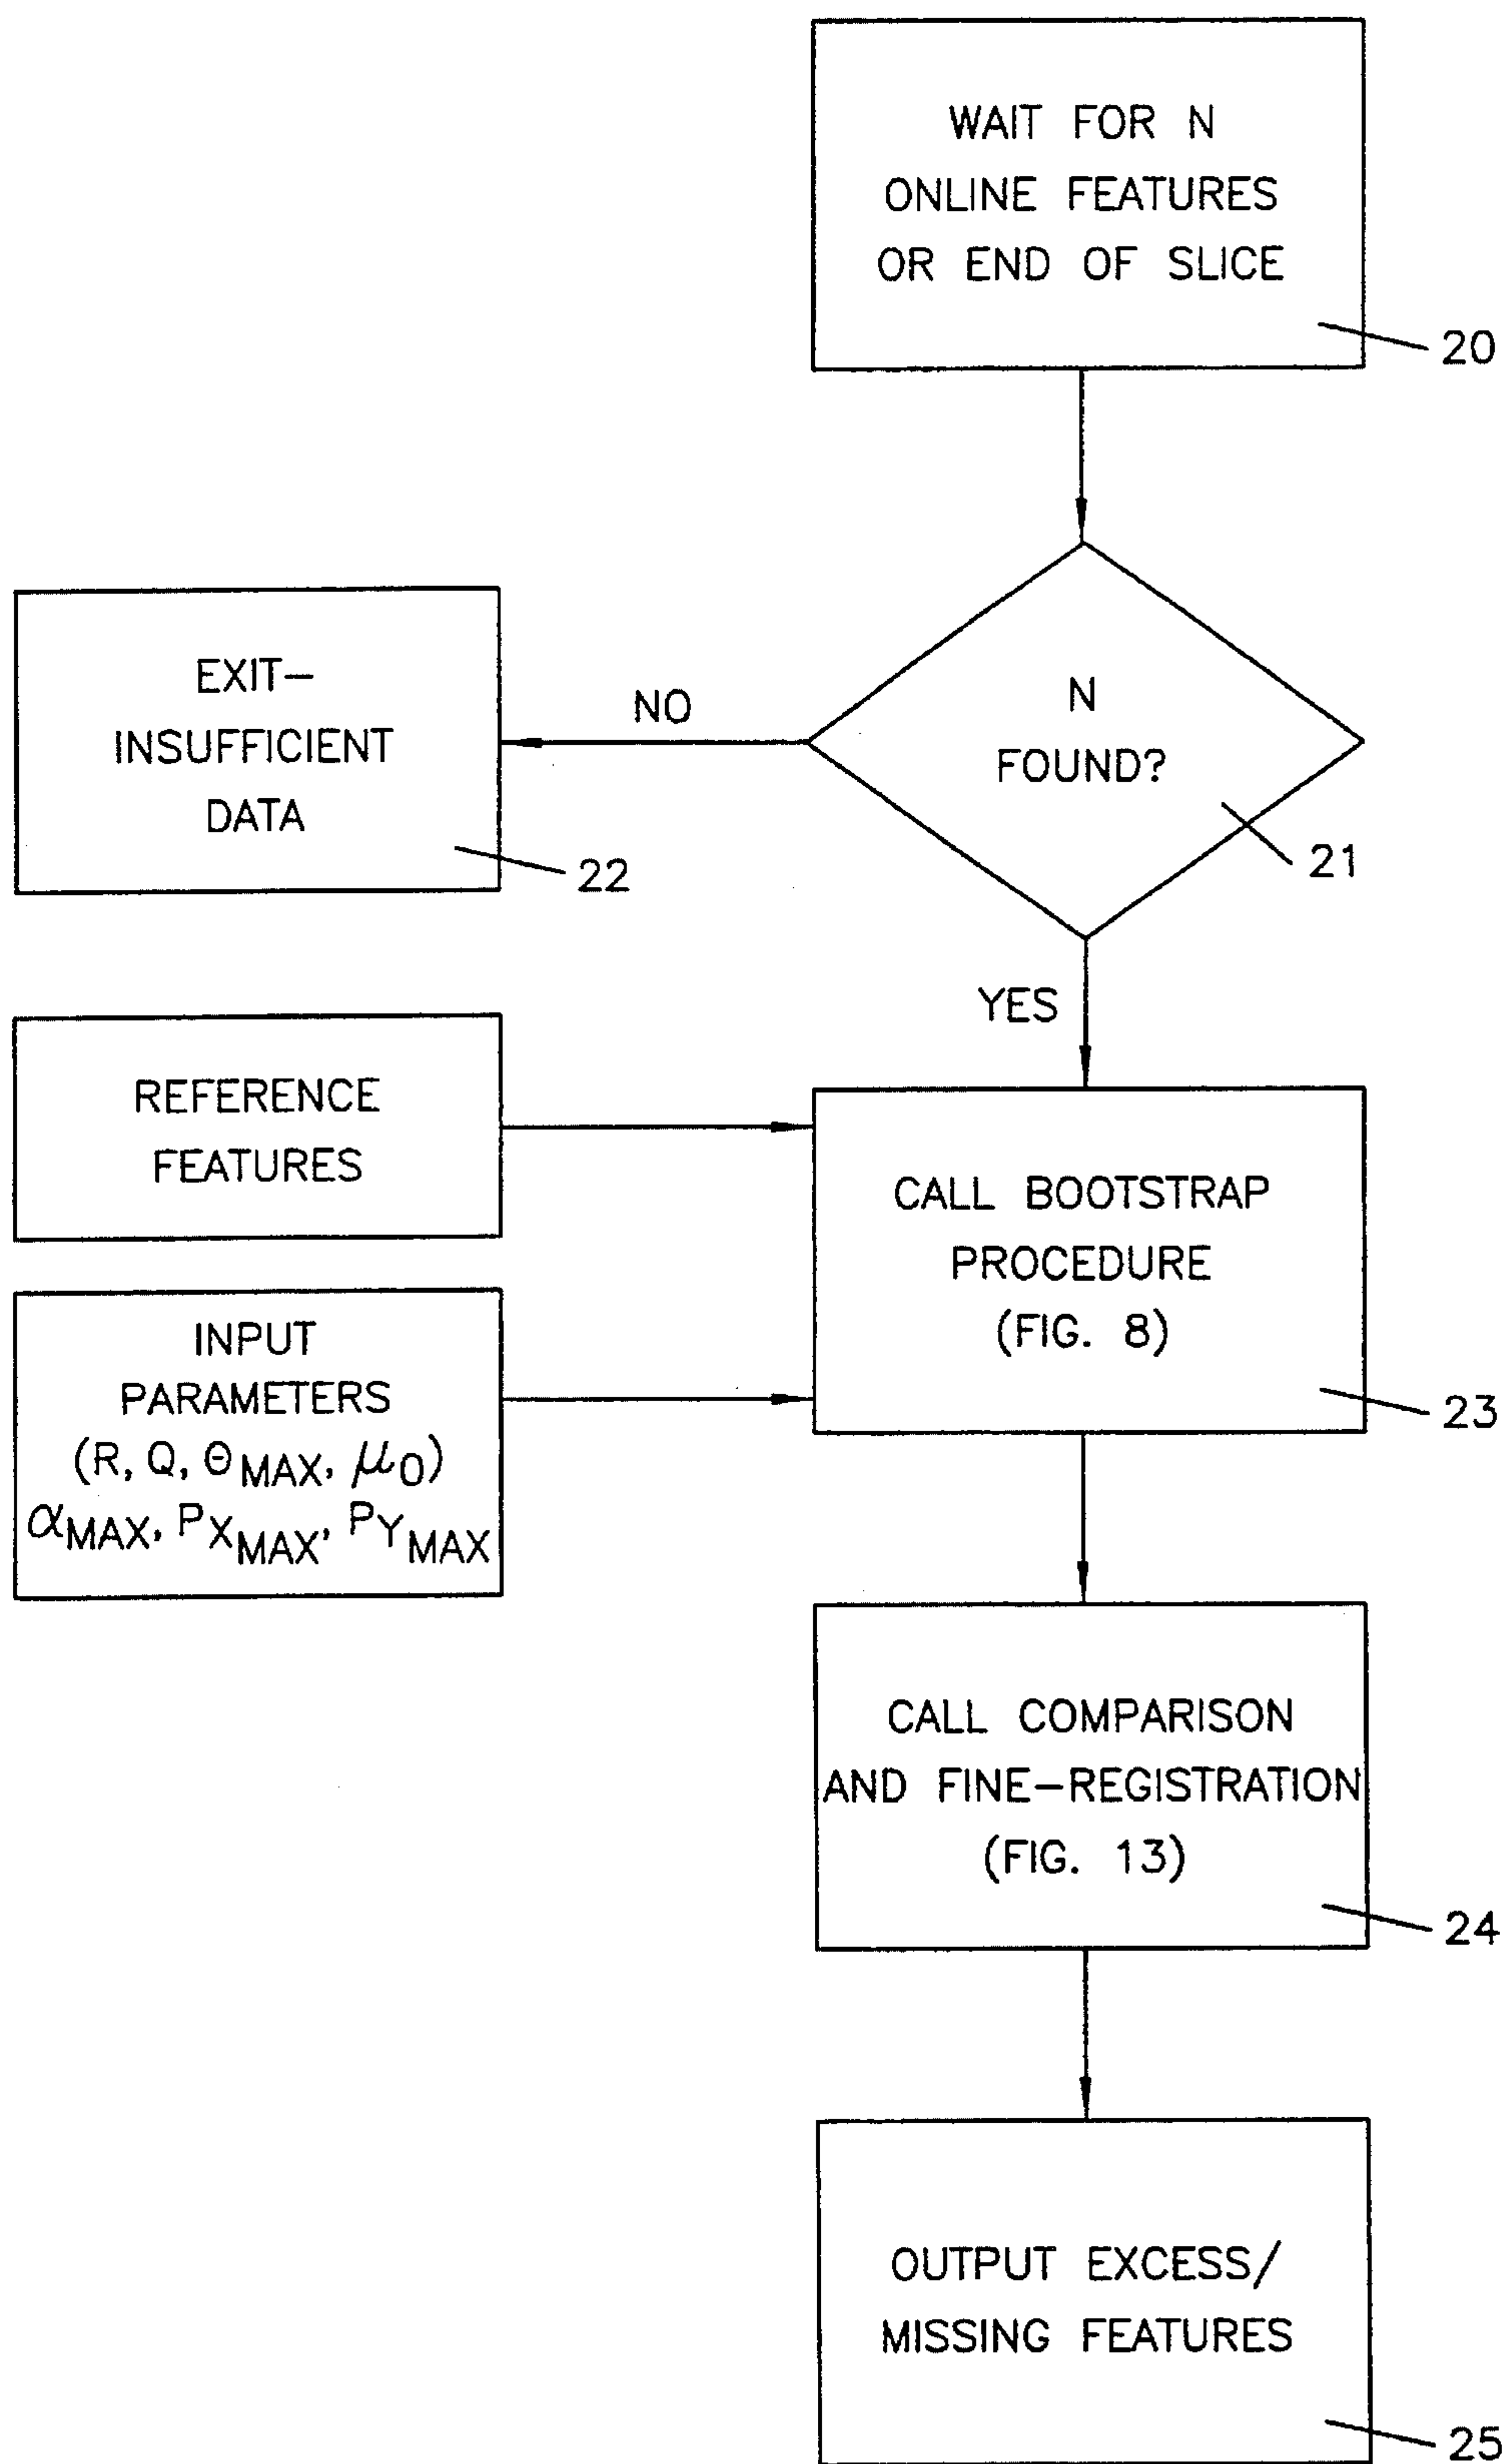 WAIT FOR N
ONLINE FEATURES
OR END OF SLICE
20
N
FOUND?
21
NO
EXIT-
INSUFFICIENT
DATA
22
YES
REFERENCE
FEATURES
INPUT
PARAMETERS
(R, Q, ΘMAX, μ0)
αMAX, PXMAX, PYMAX
CALL BOOTSTRAP
PROCEDURE
(FIG. 8)
23
CALL COMPARISON
AND FINE-REGISTRATION
(FIG. 13)
24
OUTPUT EXCESS/
MISSING FEATURES
25